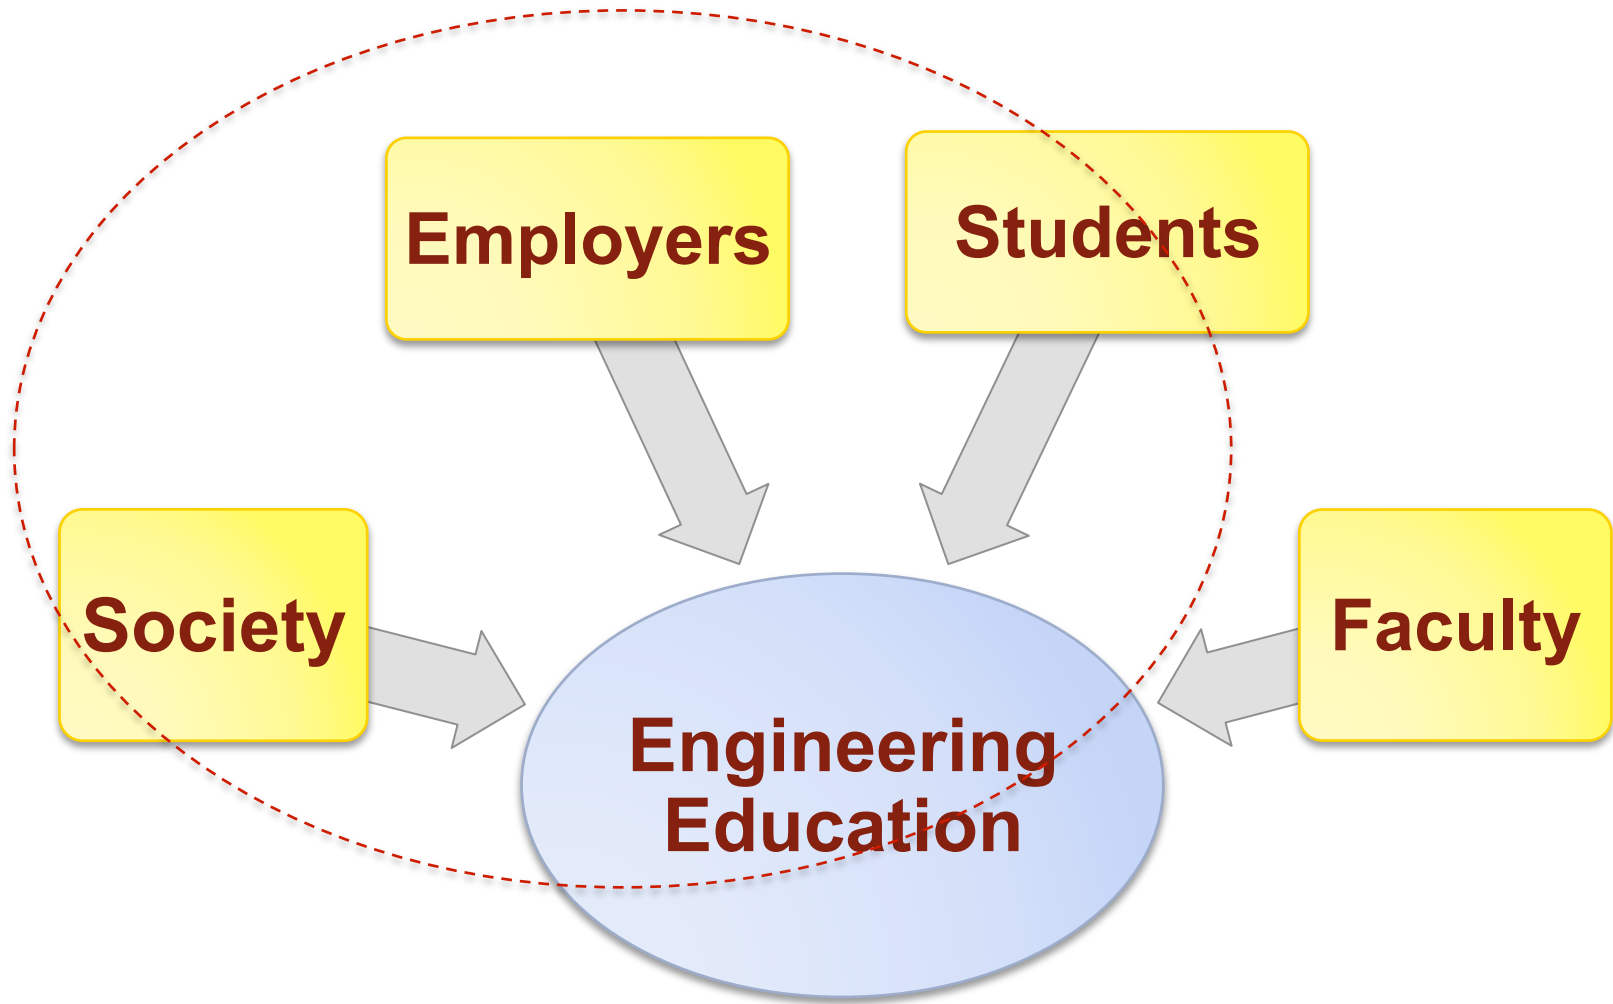 Employers
Students
Society
Faculty
Engineering
Education